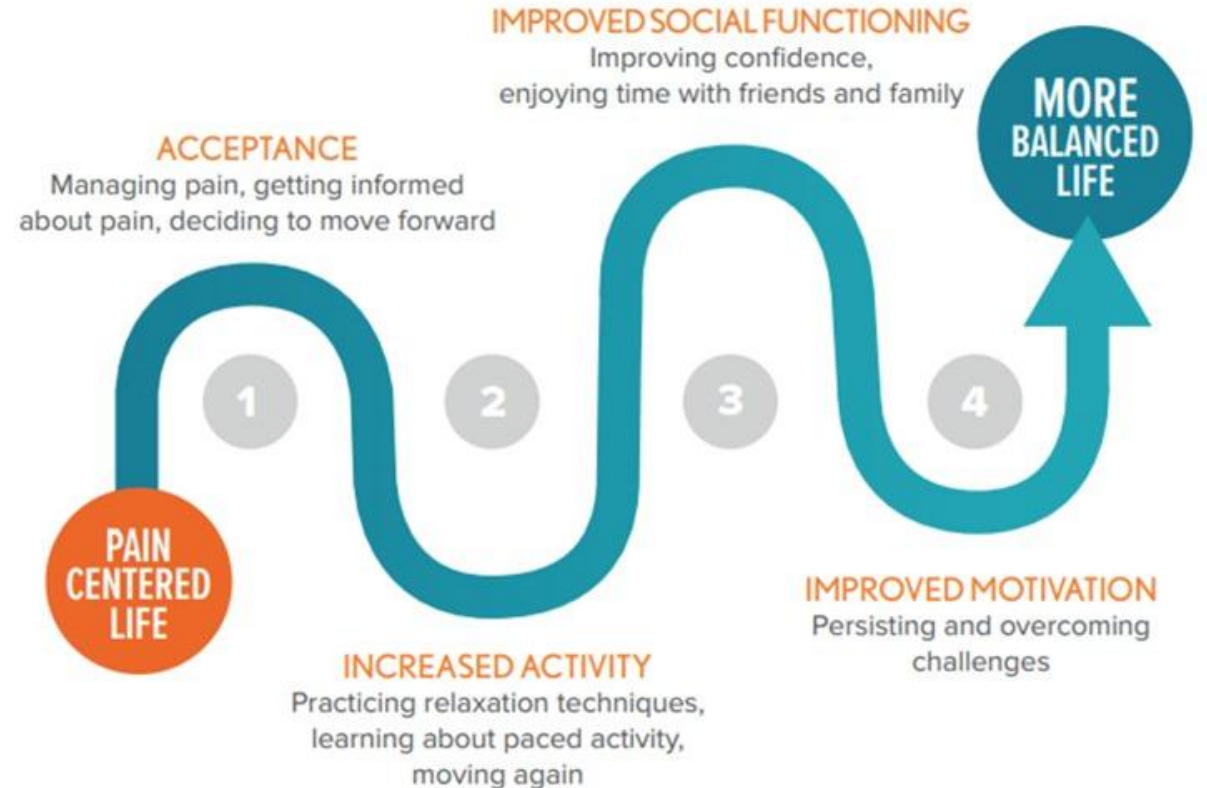 PAIN
CENTERED
LIFE
ACCEPTANCE
Managing pain, getting informed
about pain, deciding to move forward
1
INCREASED ACTIVITY
Practicing relaxation techniques,
learning about paced activity,
moving again
2
IMPROVED SOCIAL FUNCTIONING
Improving confidence,
enjoying time with friends and family
3
IMPROVED MOTIVATION
Persisting and overcoming
challenges
4
MORE
BALANCED
LIFE